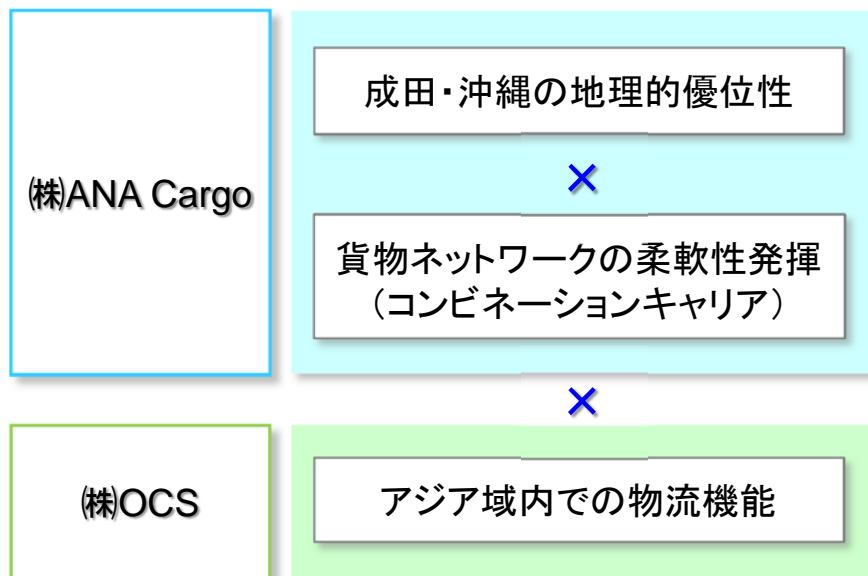 ㈱ANA Cargo
成田・沖縄の地理的優位性
×
貨物ネットワークの柔軟性発揮
（コンビネーションキャリア）
×
㈱OCS
アジア域内での物流機能